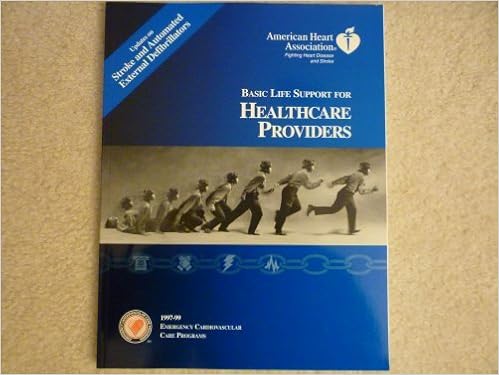 Updates on
Stroke and Automated
External Defibrillators
American Heart
Association®
Fighting Heart Disease
and Stroke
BASIC LIFE SUPPORT FOR
HEALTHCARE
PROVIDERS
1997-99
EMERGENCY CARDIOVASCULAR
CARE PROGRAMS